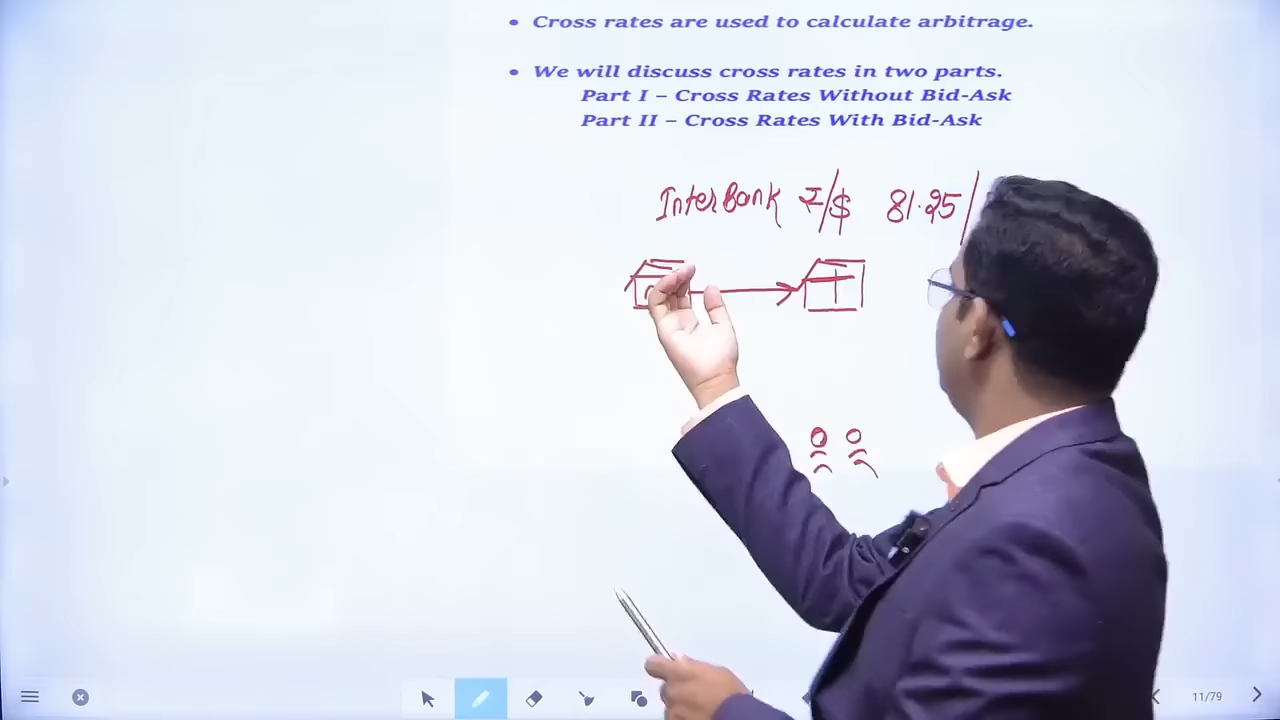 • Cross rates are used to calculate arbitrage.
• We will discuss cross rates in two parts.
Part I – Cross Rates Without Bid-Ask
Part II – Cross Rates With Bid-Ask
InterBank ₹/$ 81.25/
11/79